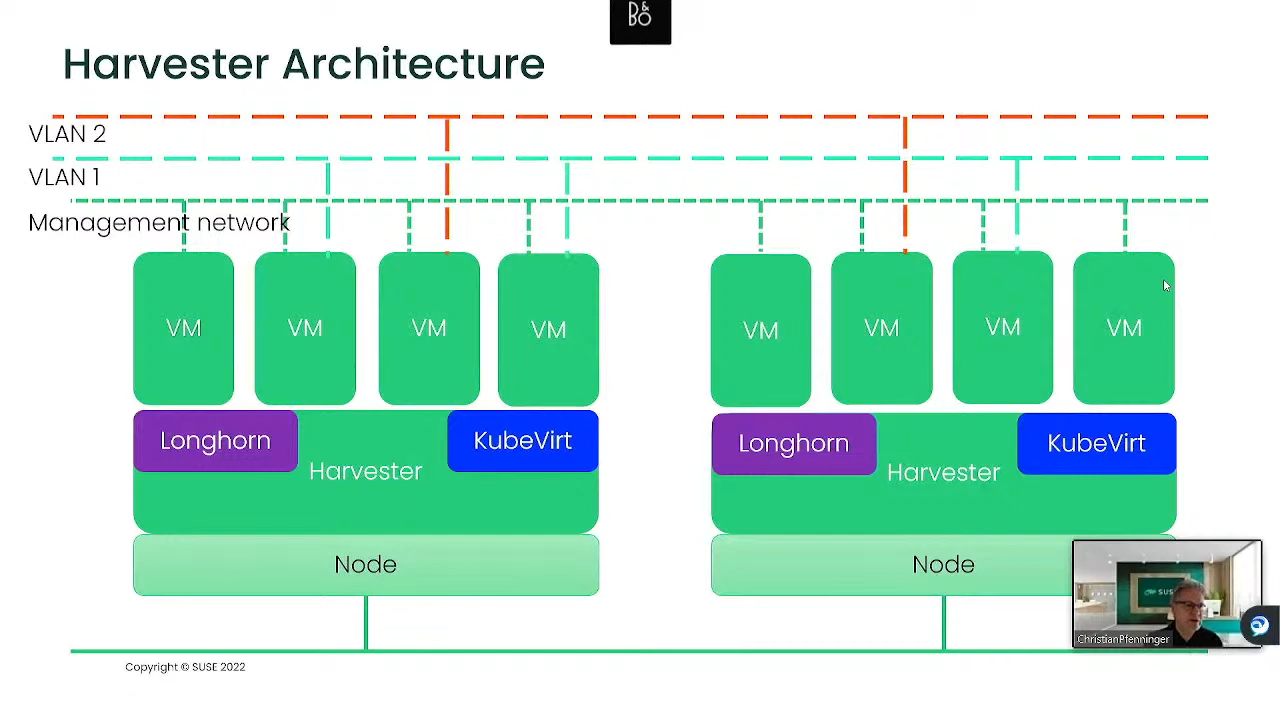 B&O
Harvester Architecture
VLAN 2
VLAN 1
Management network
VM
VM
VM
VM
VM
VM
VM
VM
Longhorn
KubeVirt
Harvester
Longhorn
KubeVirt
Harvester
Node
Node
SUS
ChristianPfenninger
Copyright © SUSE 2022